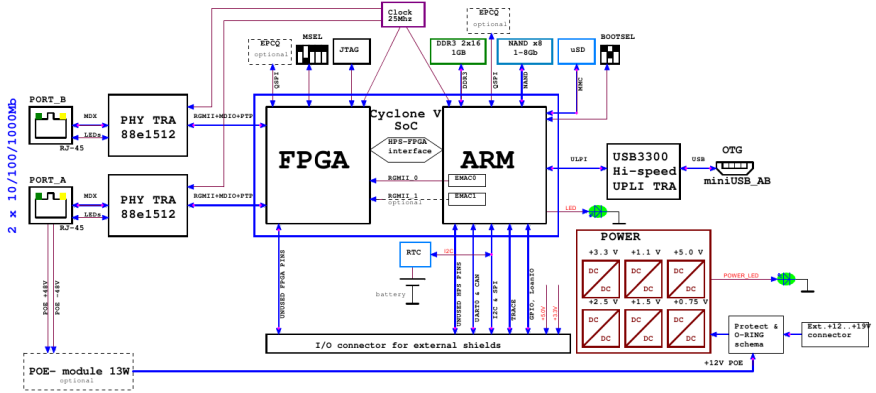 Clock
25Mhz
EPCQ
optional
MSEL
JTAG
DDR3 2x16
1GB
EPCQ
optional
NAND x8
1-8Gb
uSD
BOOTSEL
QSPI
DDR3
QSPI
NAND
MMC
2 x 10/100/1000Mb
PORT_B
RJ-45
MDX
LEDs
PHY TRA
88e1512
RGMII+MDIO+PTP
PORT_A
RJ-45
MDX
LEDs
PHY TRA
88e1512
RGMII+MDIO+PTP
Cyclone V
SoC
FPGA
HPS-FPGA
interface
ARM
RGMII_0
EMAC0
RGMII_1
optional
EMAC1
ULPI
USB3300
Hi-speed
UPLI TRA
USB
OTG
miniUSB_AB
LED
RTC
I2C
battery
UNUSED FPGA PINS
UNUSED HPS PINS
UART0 & CAN
I2C & SPI
TRACE
GPIO, LoanIO
+5.0V
+3.3V
I/O connector for external shields
POWER
+3.3 V
+1.1 V
+5.0 V
DC
DC
DC
DC
DC
DC
+2.5 V
+1.5 V
+0.75 V
DC
DC
DC
DC
DC
DC
POWER_LED
Protect &
O-RING
schema
Ext.+12..+19V
connector
+12V POE
POE +48V
POE -48V
POE- module 13W
optional